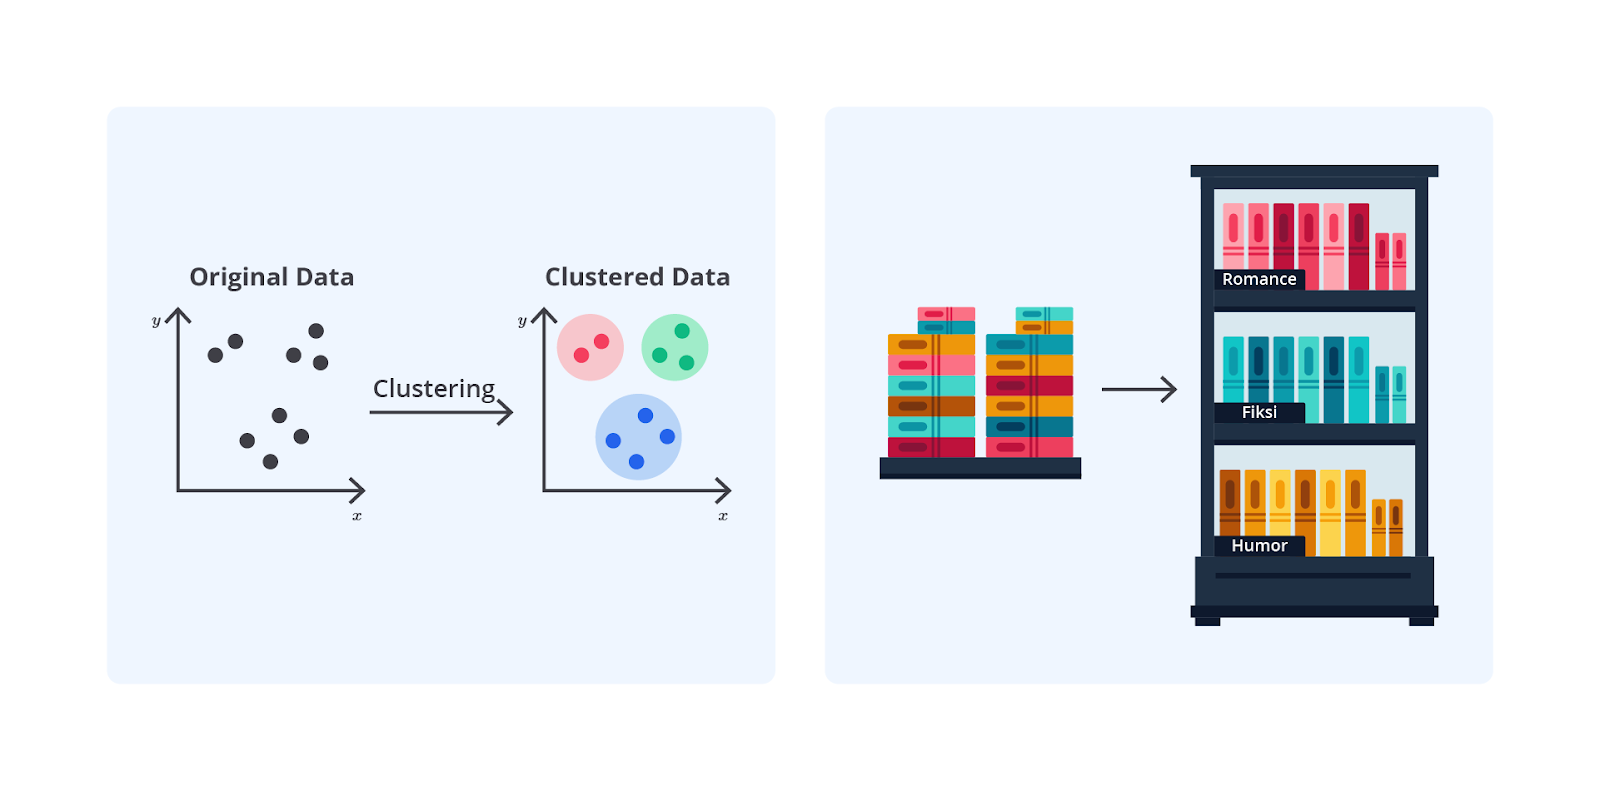 Original Data
y
x
Clustering
Clustered Data
y
x
Romance
Fiksi
Humor